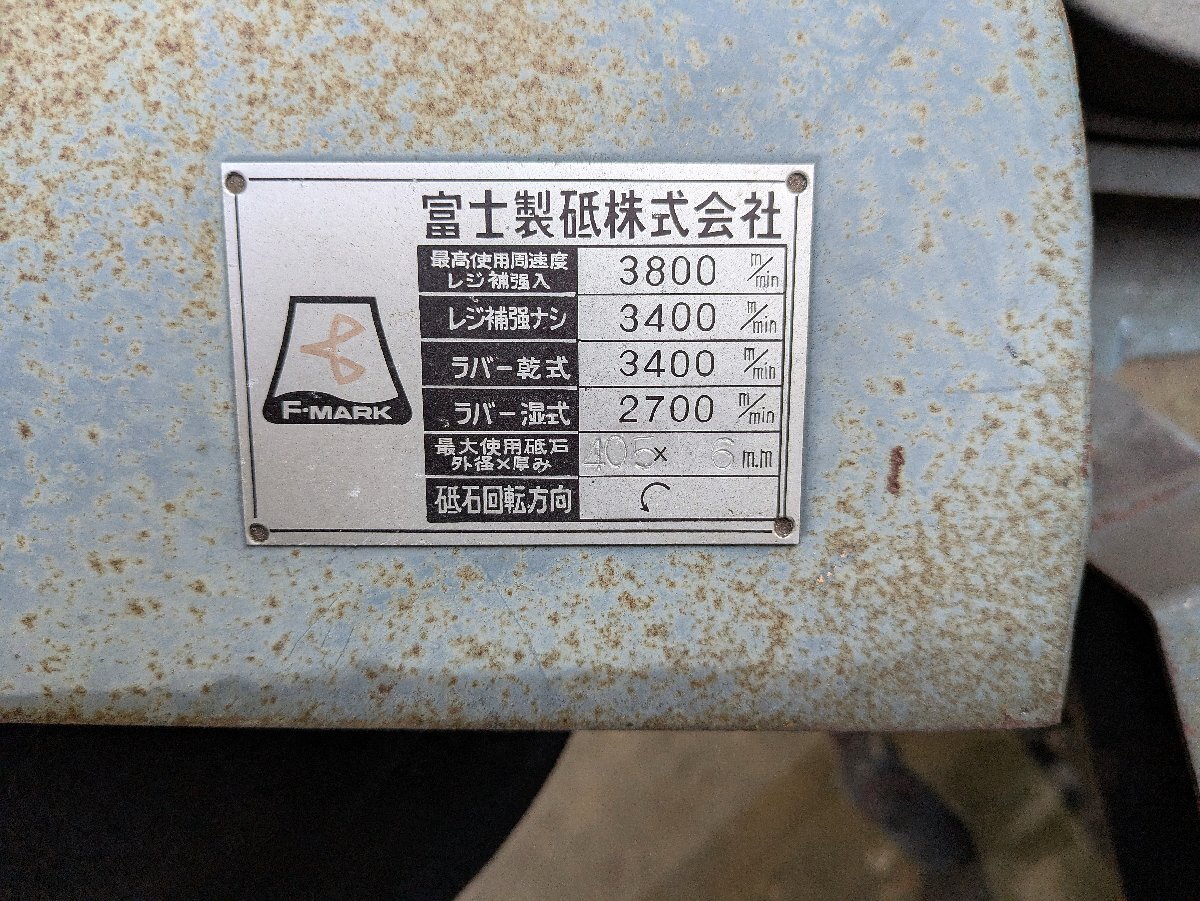 富士製砥株式会社
最高使用周速度
レジ補強入 3800 m/min
レジ補強ナシ 3400 m/min
ラバー乾式 3400 m/min
ラバー湿式 2700 m/min
最大使用砥石
外径×厚み 405× 6 m.m
砥石回転方向
F-MARK